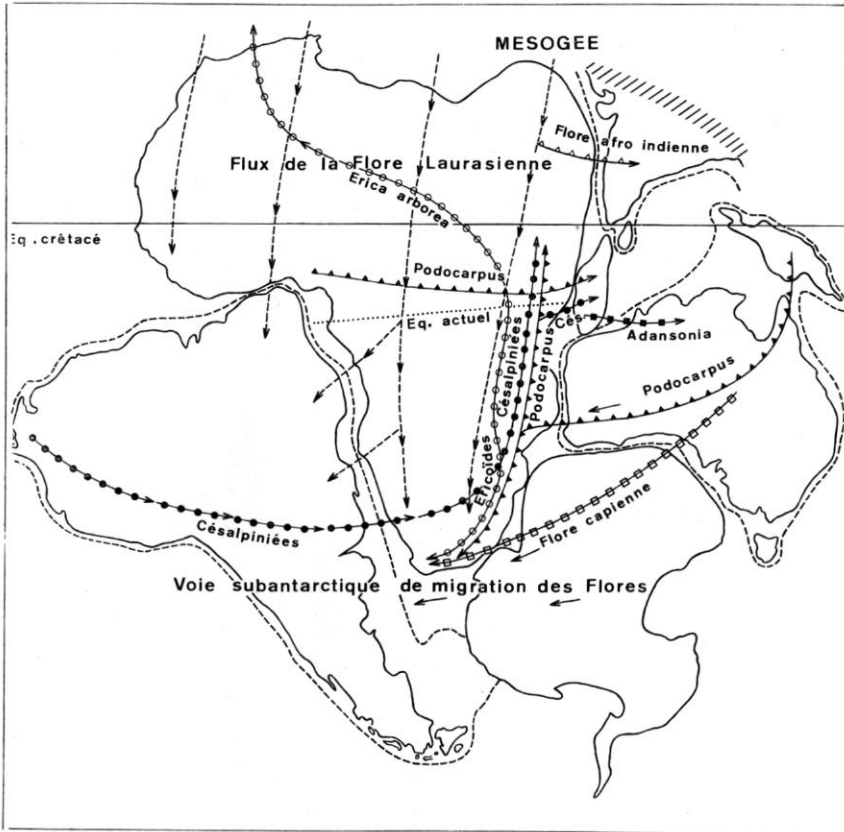 MESOGEE
Flore afro indienne
Flux de la Flore Laurasienne
Erica arborea
Eq. crétacé
Podocarpus
Eq. actuel
Césalpiniées
Podocarpus
Cés
Adansonia
Podocarpus
Ericoïdes
Flore capienne
Césalpiniées
Voie subantarctique de migration des Flores